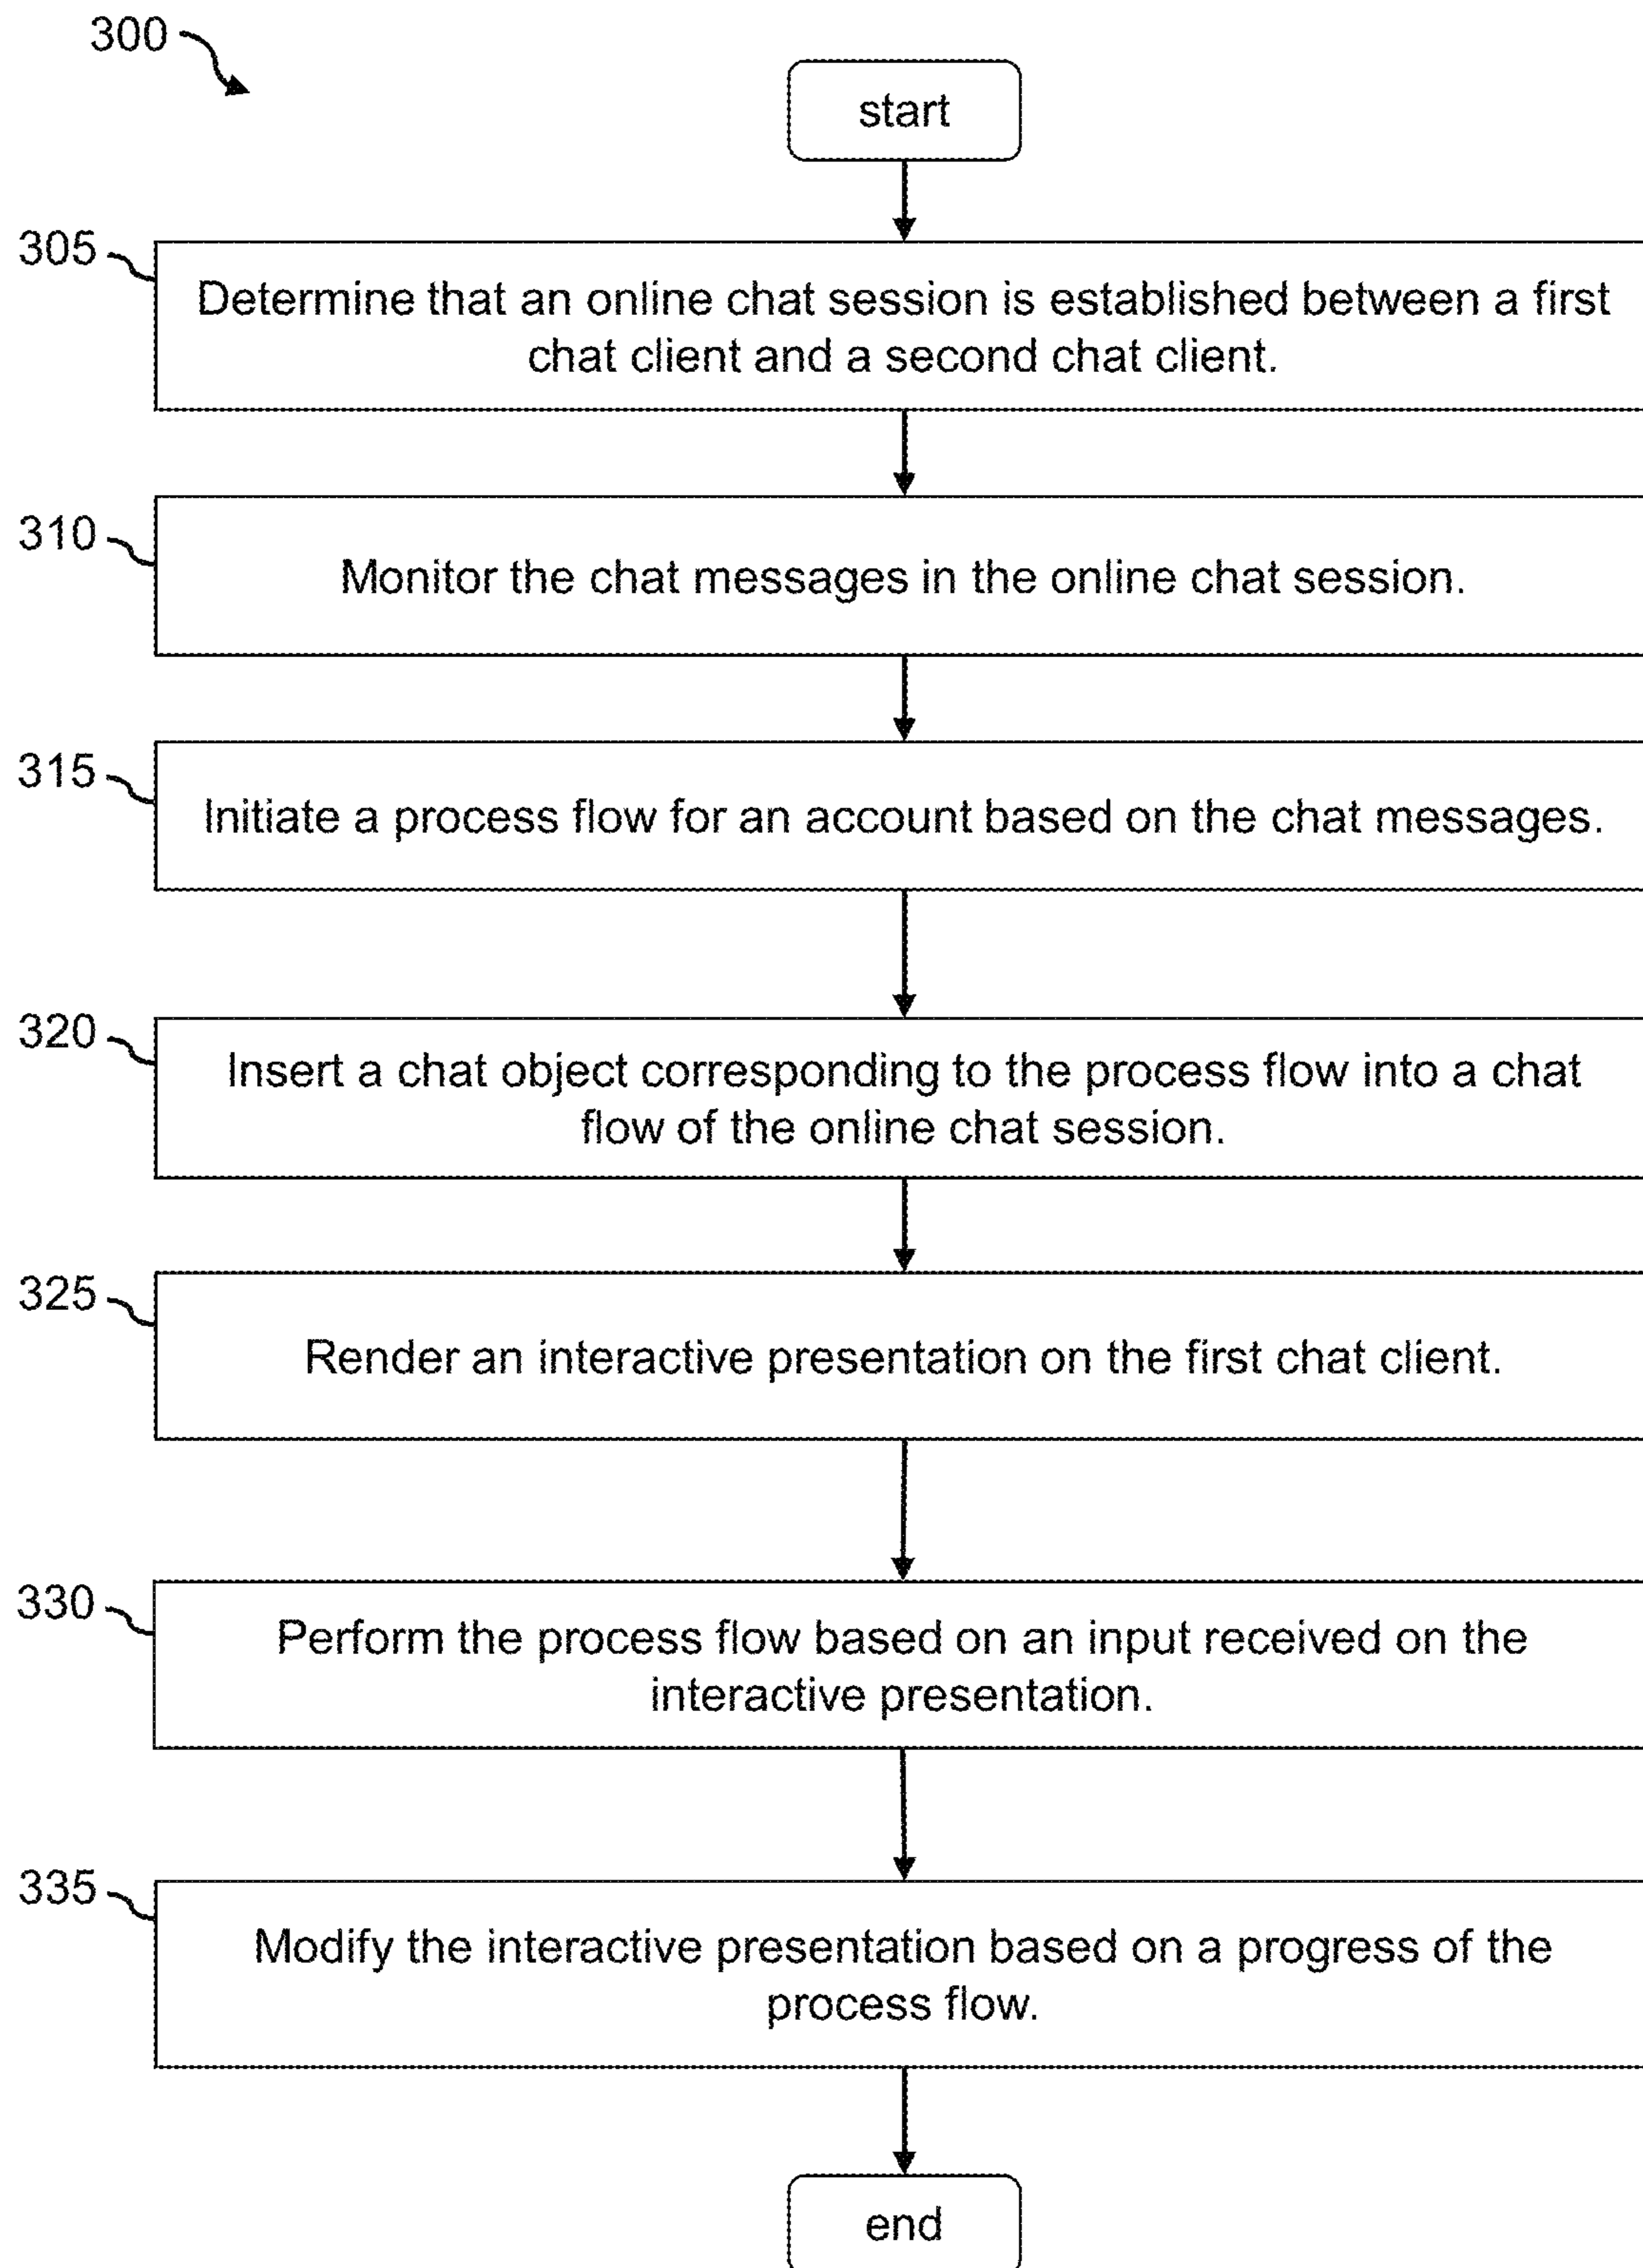 300
start
305
Determine that an online chat session is established between a first
chat client and a second chat client.
310
Monitor the chat messages in the online chat session.
315
Initiate a process flow for an account based on the chat messages.
320
Insert a chat object corresponding to the process flow into a chat
flow of the online chat session.
325
Render an interactive presentation on the first chat client.
330
Perform the process flow based on an input received on the
interactive presentation.
335
Modify the interactive presentation based on a progress of the
process flow.
end